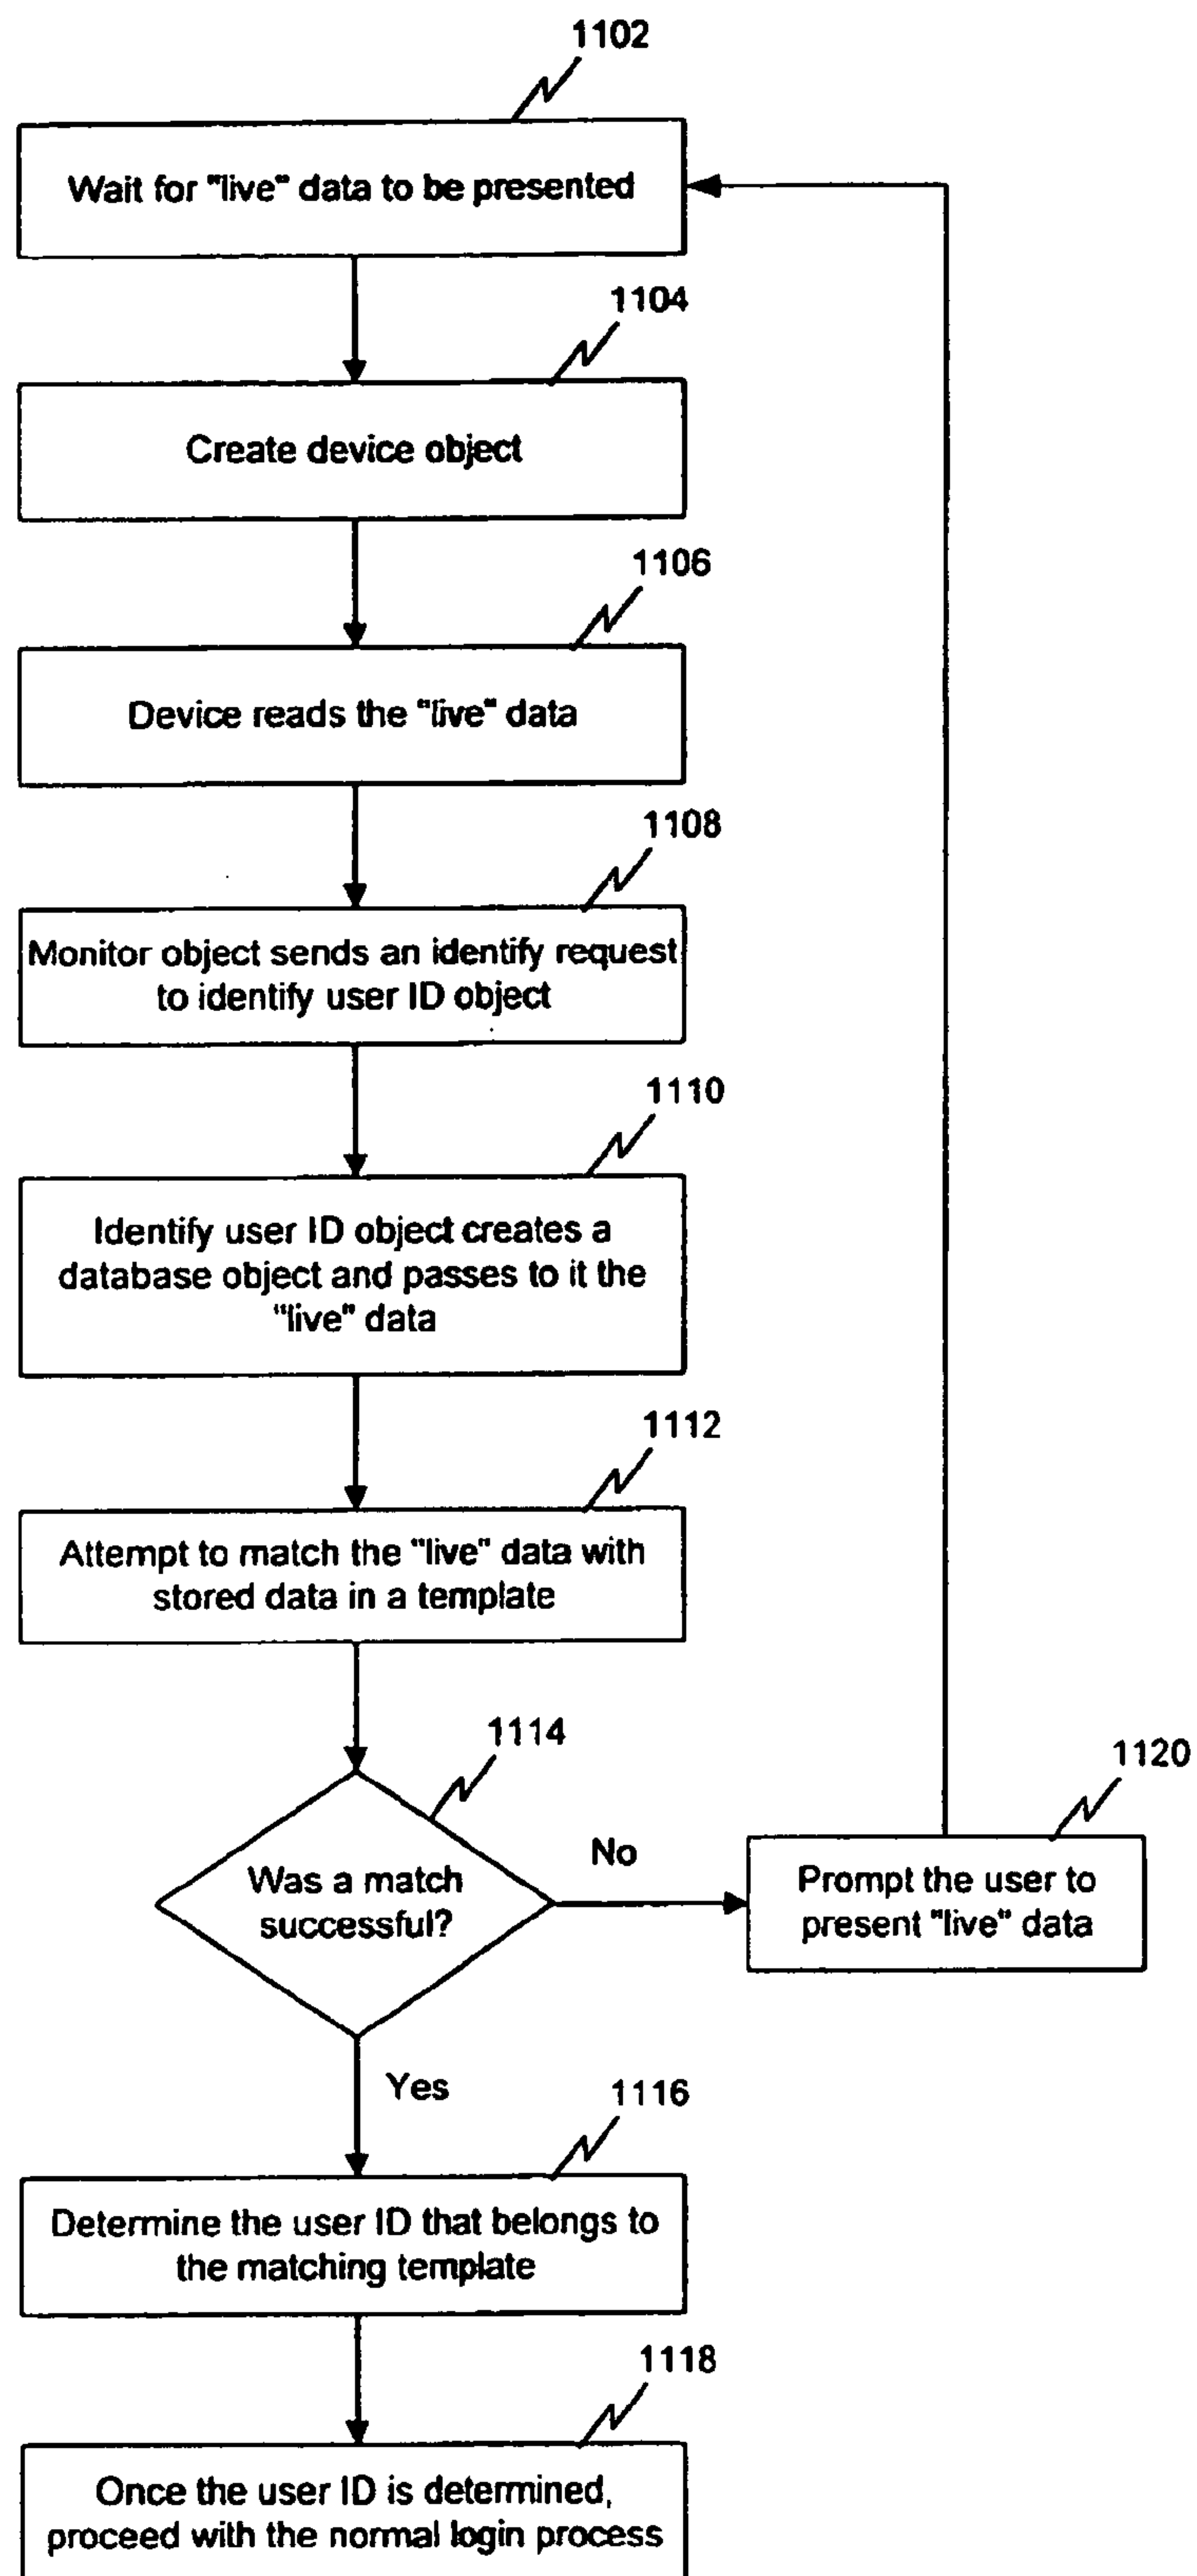 1102
Wait for "live" data to be presented
1104
Create device object
1106
Device reads the "live" data
1108
Monitor object sends an identify request
to identify user ID object
1110
Identify user ID object creates a
database object and passes to it the
"live" data
1112
Attempt to match the "live" data with
stored data in a template
1114
Was a match
successful?
No
1120
Prompt the user to
present "live" data
Yes
1116
Determine the user ID that belongs to
the matching template
1118
Once the user ID is determined,
proceed with the normal login process